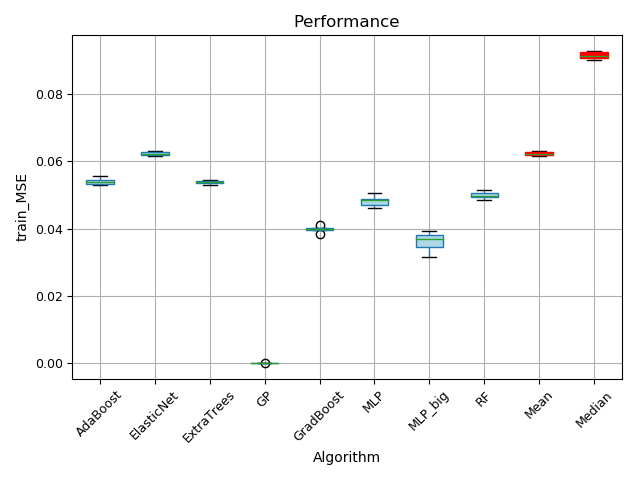 Performance
train_MSE
0.08
0.06
0.04
0.02
0.00
AdaBoost
ElasticNet
ExtraTrees
GP
GradBoost
MLP
MLP_big
RF
Mean
Median
Algorithm